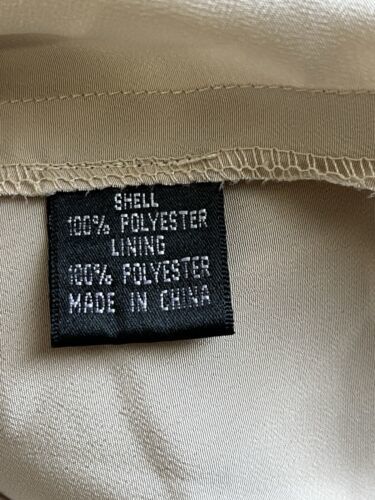 SHELL
100% POLYESTER
LINING
100% POLYESTER
MADE IN CHINA